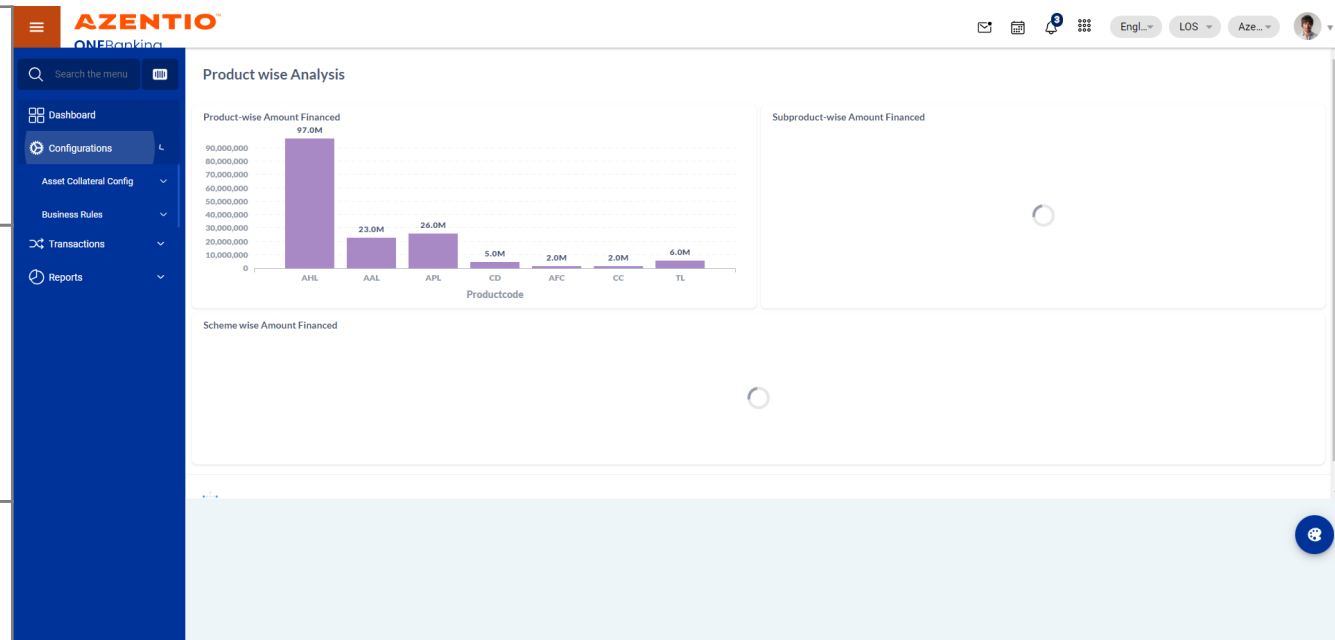 AZENTIO
ONEBanking
3
Engl...
LOS
Aze...
Search the menu
Dashboard
Configurations
Asset Collateral Config
Business Rules
Transactions
Reports
Product wise Analysis
Product-wise Amount Financed
97.0M
90,000,000
80,000,000
70,000,000
60,000,000
50,000,000
40,000,000
30,000,000
20,000,000
10,000,000
0
23.0M
26.0M
5.0M
2.0M
2.0M
6.0M
AHL AAL APL CD AFC CC TL
Productcode
Subproduct-wise Amount Financed
Scheme wise Amount Financed